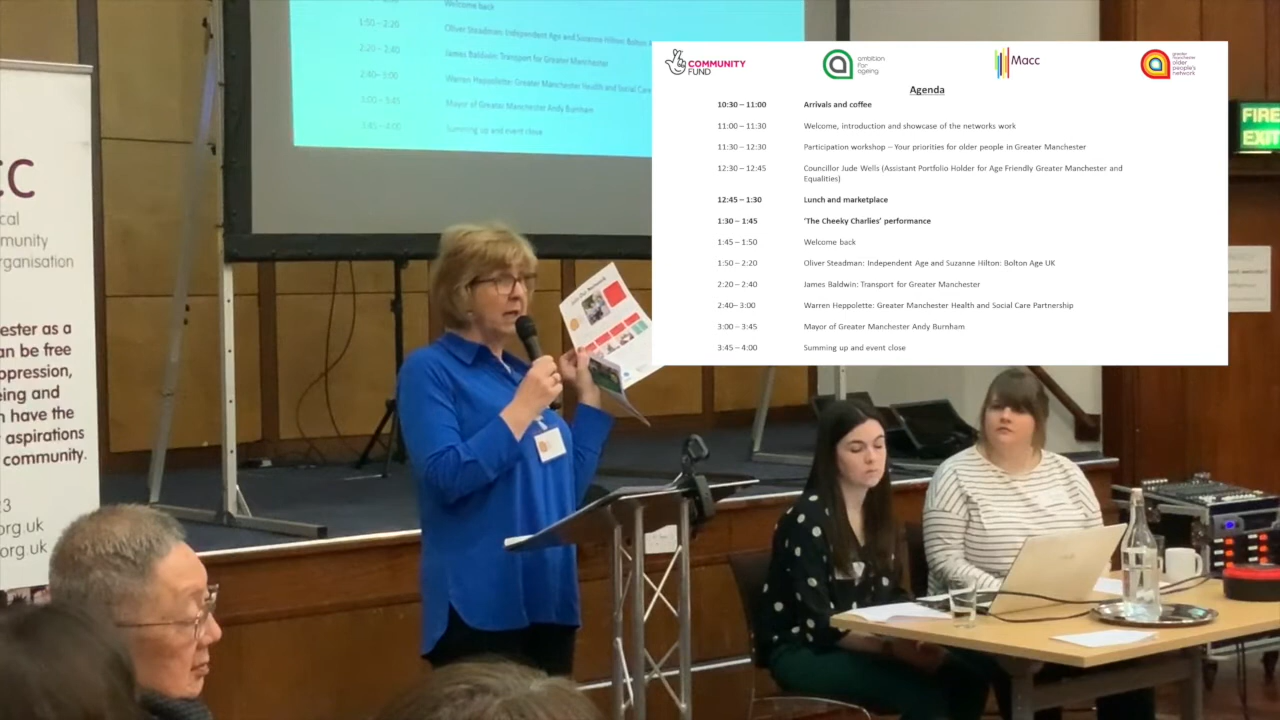 Welcome back
1:50 – 2:20 Oliver Steadman: Independent Age and Suzanne Hilton: Bolton A
2:20 – 2:40 James Baldwin: Transport for Greater Manchester
2:40– 3:00 Warren Heppolette: Greater Manchester Health and Social Care
3:00 – 3:45 Mayor of Greater Manchester Andy Burnham
3:45 – 4:00 Summing up and event close
COMMUNITY
FUND
ambition
for
ageing
Macc
greater
manchester
older
people's
network
Agenda
10:30 – 11:00 Arrivals and coffee
11:00 – 11:30 Welcome, introduction and showcase of the networks work
11:30 – 12:30 Participation workshop – Your priorities for older people in Greater Manchester
12:30 – 12:45 Councillor Jude Wells (Assistant Portfolio Holder for Age Friendly Greater Manchester and
Equalities)
12:45 – 1:30 Lunch and marketplace
1:30 – 1:45 'The Cheeky Charlies' performance
1:45 – 1:50 Welcome back
1:50 – 2:20 Oliver Steadman: Independent Age and Suzanne Hilton: Bolton Age UK
2:20 – 2:40 James Baldwin: Transport for Greater Manchester
2:40– 3:00 Warren Heppolette: Greater Manchester Health and Social Care Partnership
3:00 – 3:45 Mayor of Greater Manchester Andy Burnham
3:45 – 4:00 Summing up and event close
FIRE
EXIT
cc
cal
munity
rganisation
ester as a
an be free
ppression,
eing and
n have the
r aspirations
community.
23
org.uk
org.uk